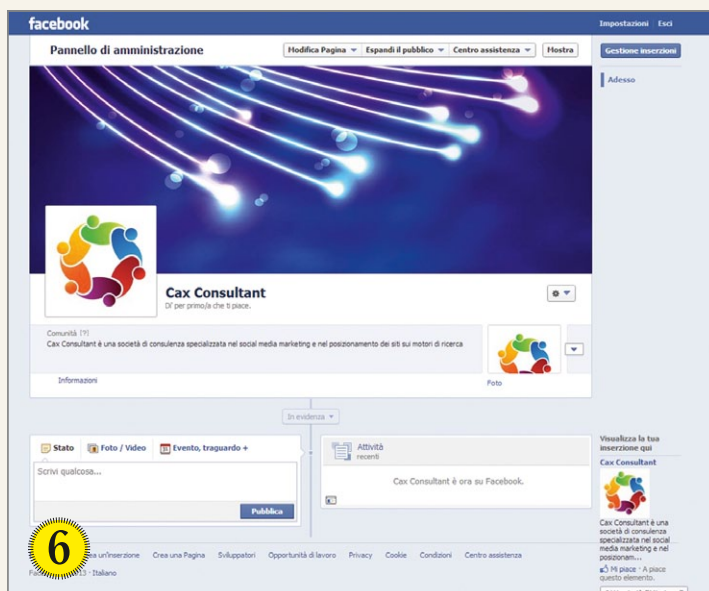 facebook
Impostazioni Esci
Pannello di amministrazione
Modifica Pagina
Espandi il pubblico
Centro assistenza
Mostra
Gestione inserzioni
Adesso
Cax Consultant
Di' per primo/a che ti piace.
Comunità [?]
Cax Consultant è una società di consulenza specializzata nel social media marketing e nel posizionamento dei siti sui motori di ricerca
Informazioni
Foto
In evidenza
Stato
Foto / Video
Evento, traguardo +
Scrivi qualcosa...
Pubblica
Attività
recenti
Cax Consultant è ora su Facebook.
Visualizza la tua
inserzione qui
Cax Consultant
Cax Consultant è una
società di consulenza
specializzata nel social
media marketing e nel
posizionam...
Mi piace · A piace
questo elemento.
6
un'inserzione Crea una Pagina Sviluppatori Opportunità di lavoro Privacy Cookie Condizioni Centro assistenza
13 · Italiano